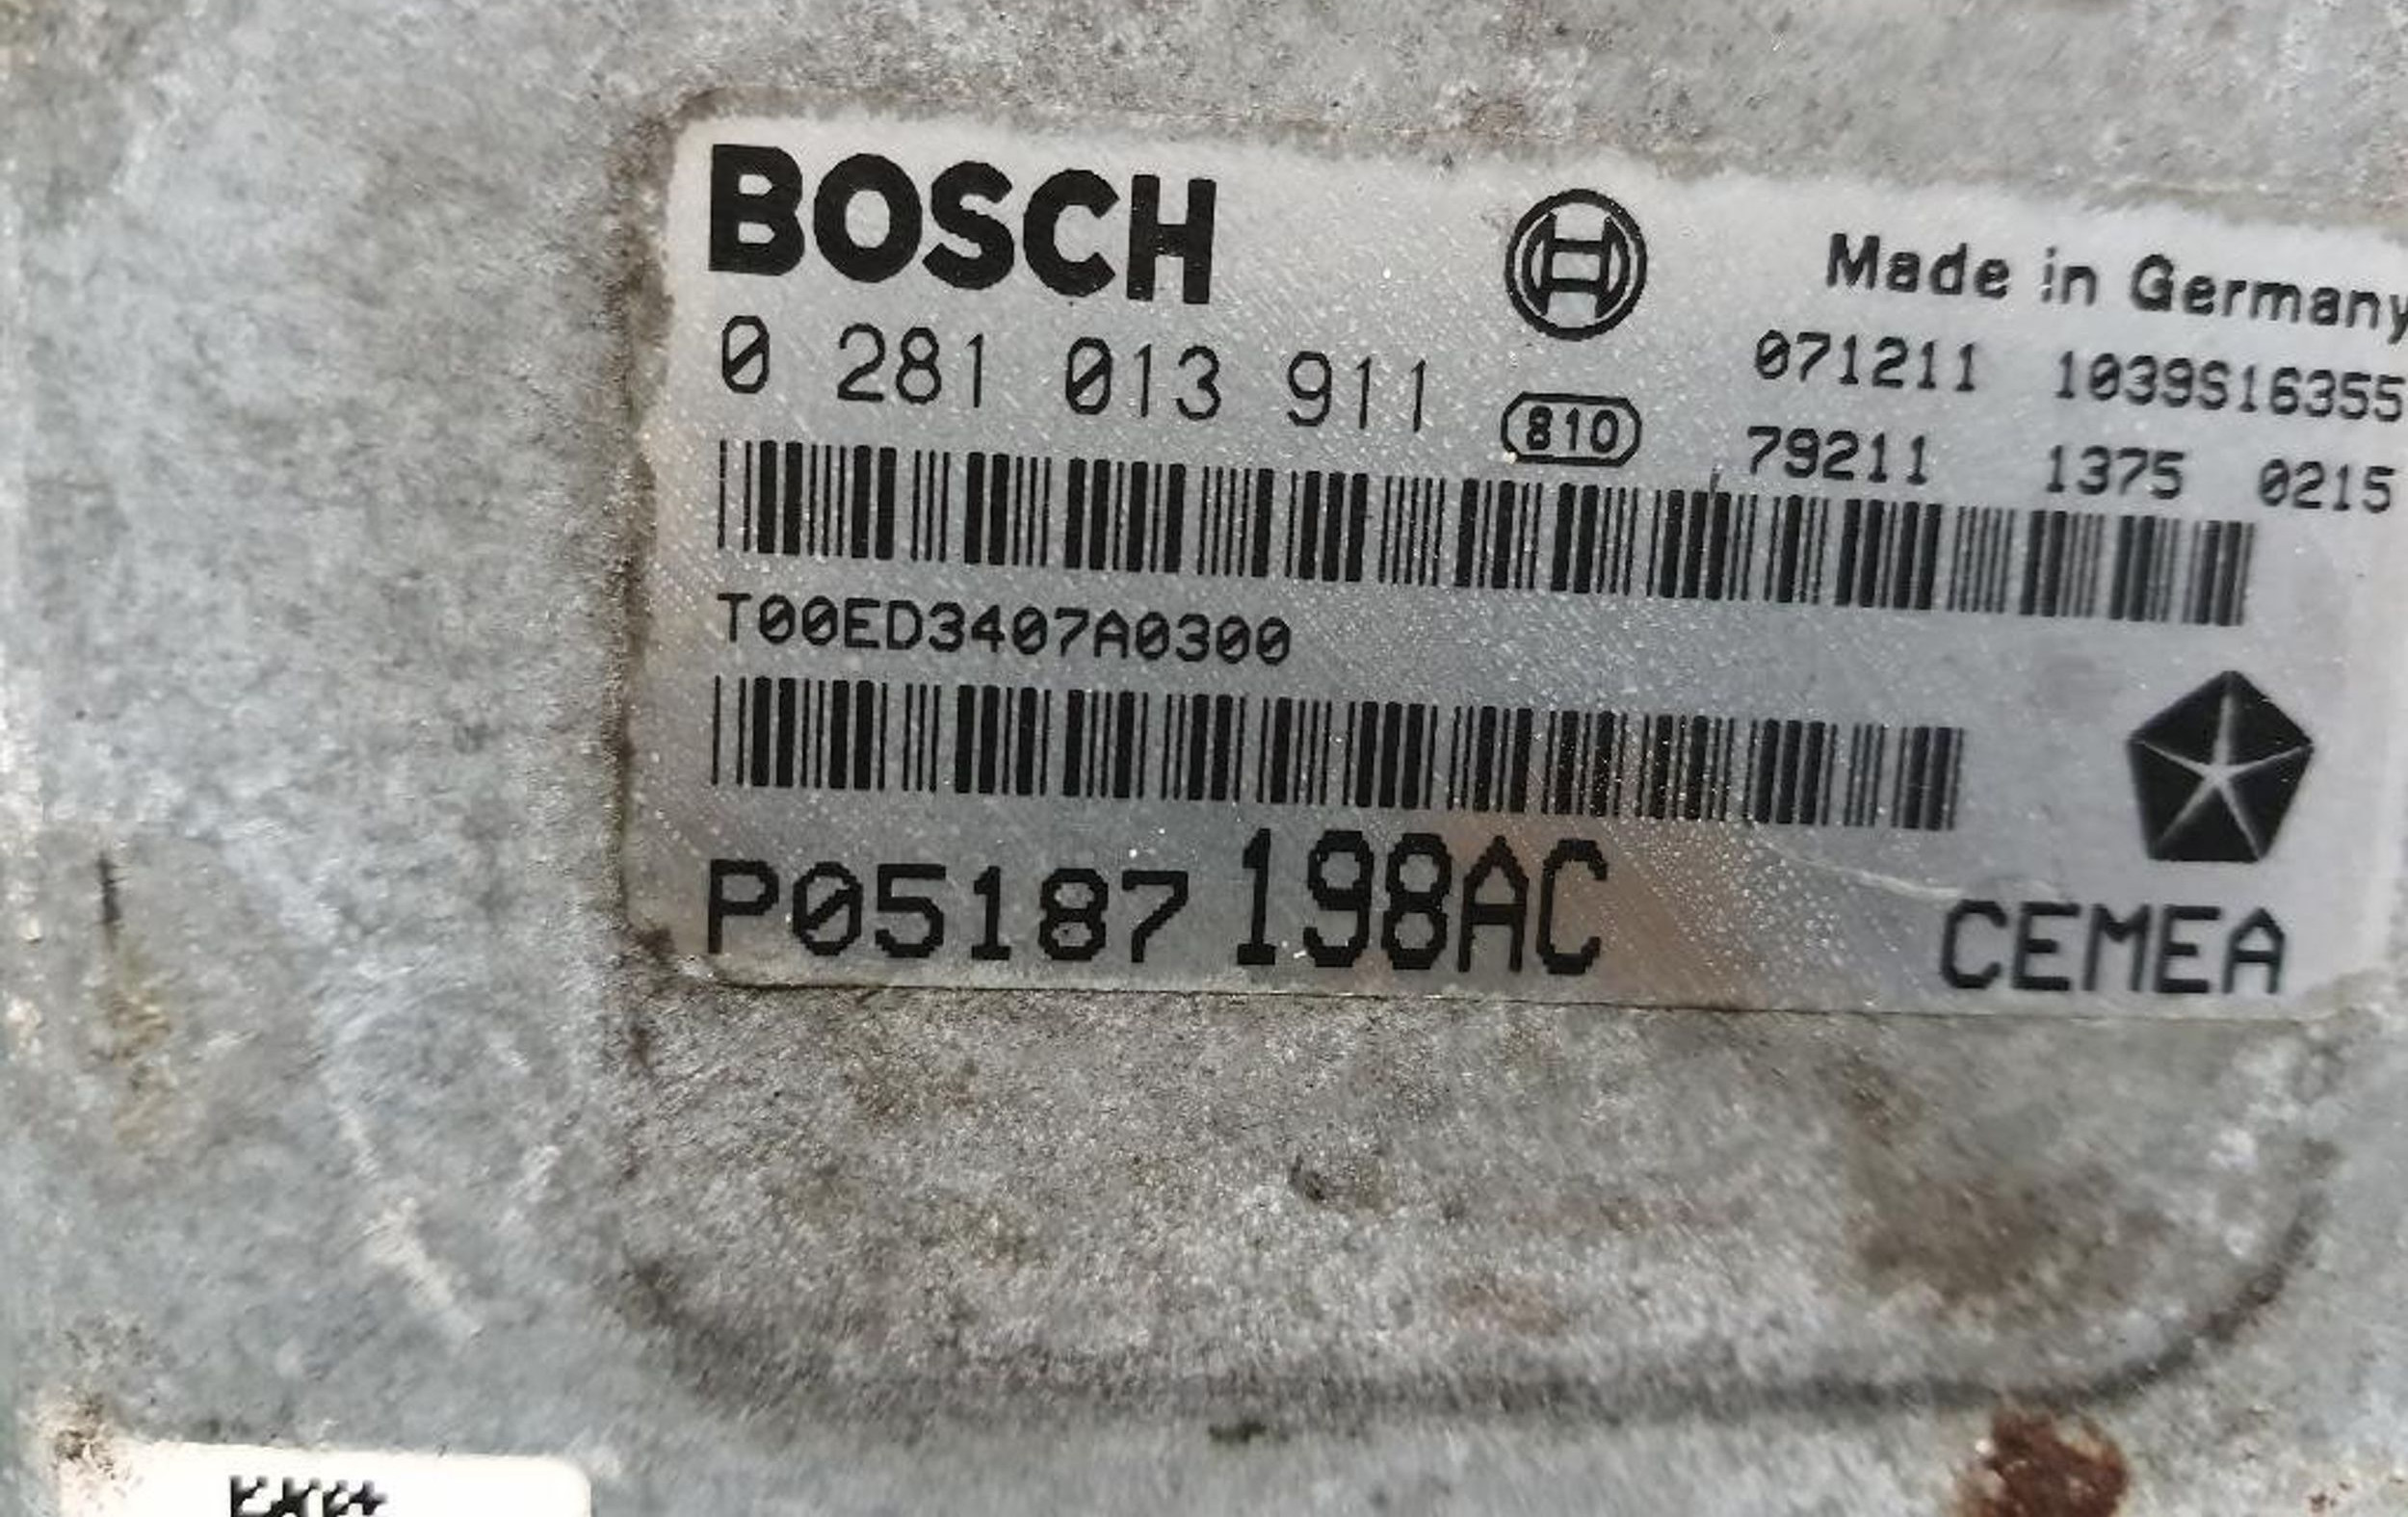 BOSCH
Made in Germany
0 281 013 911
810
071211 1039S16355
79211 1375 0215
T00ED3407A0300
P05187198AC
CEMEA